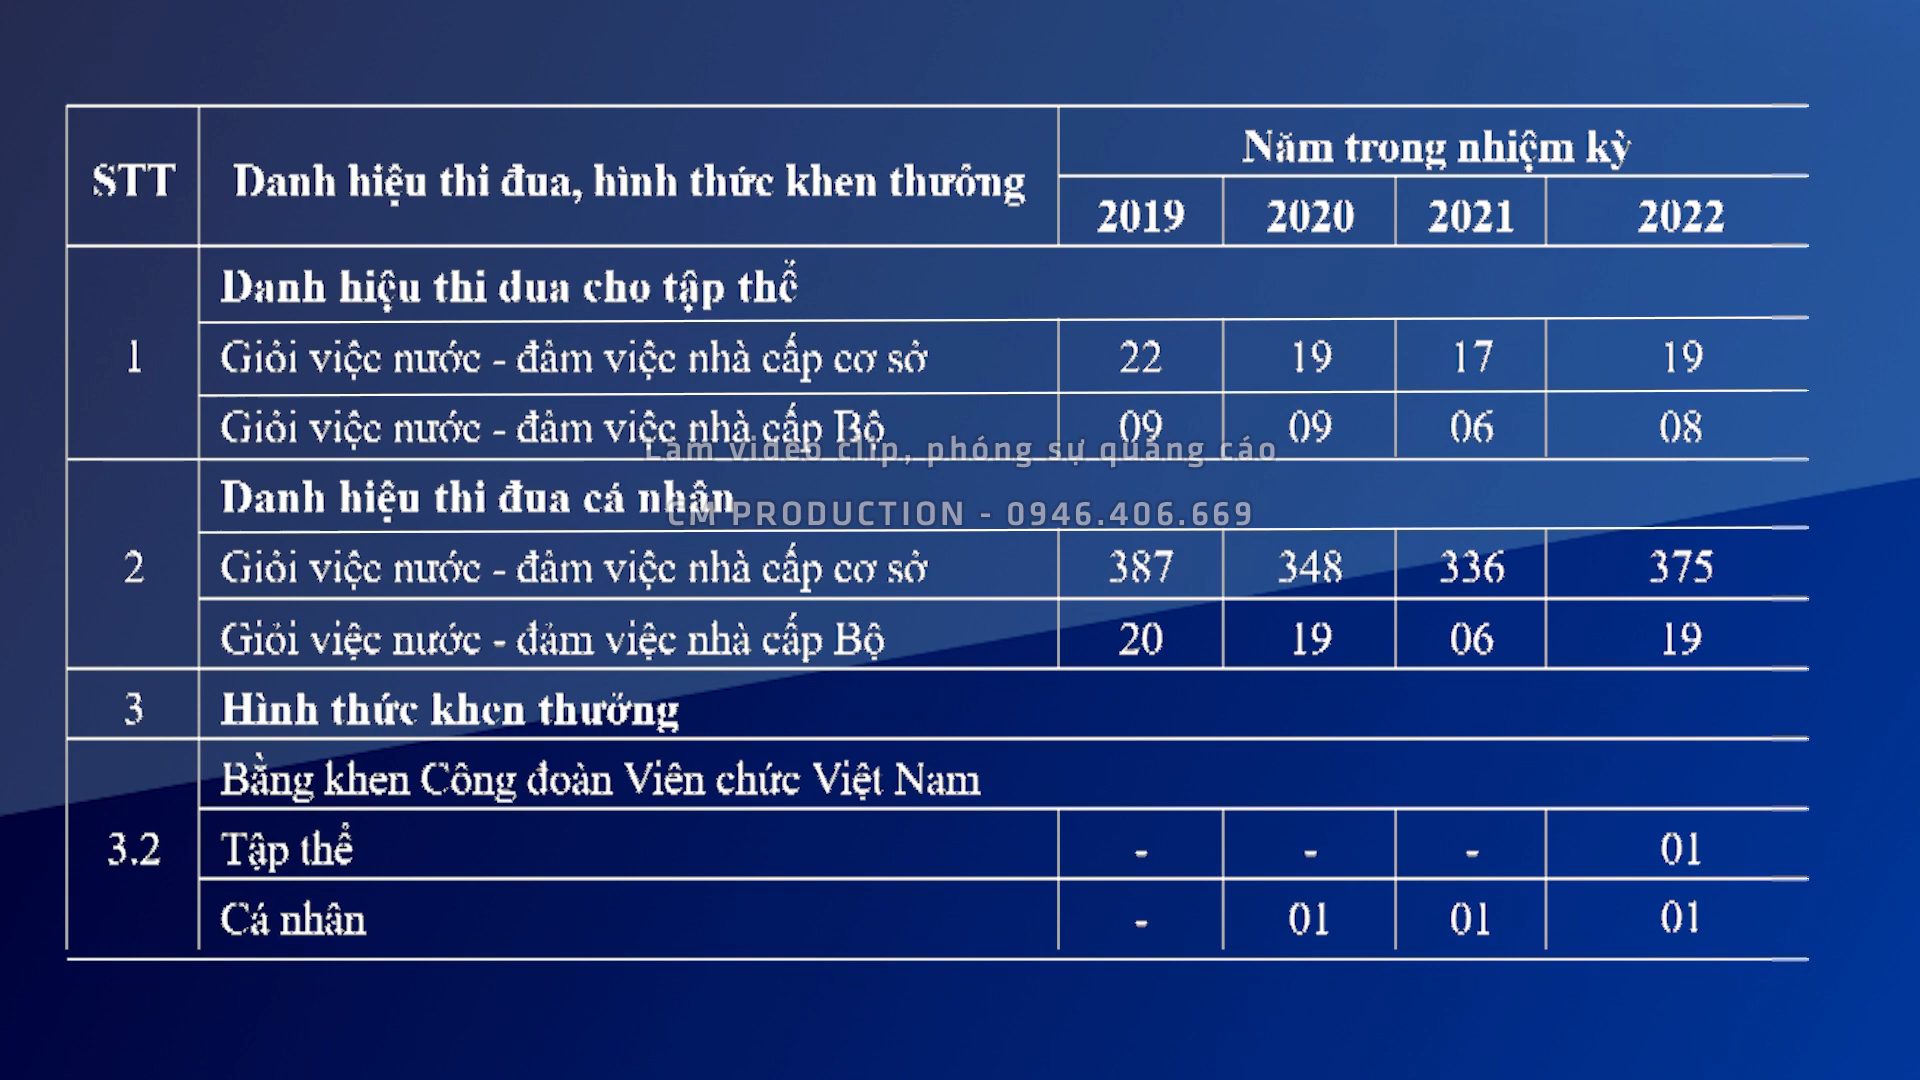 STT Danh hiệu thi đua, hình thức khen thưởng Năm trong nhiệm kỳ
2019 2020 2021 2022
1 Danh hiệu thi dua cho tập thể
Giỏi việc nước - đảm việc nhà cấp cơ sở 22 19 17 19
Giỏi việc nước - đảm việc nhà cấp Bộ 09 09 06 08
Làm video clip, phóng sự quảng cáo
2 Danh hiệu thi đua cá nhân
CM PRODUCTION - 0946.406.669
Giỏi việc nước - đảm việc nhà cấp cơ sở 387 348 336 375
Giỏi việc nước - đảm việc nhà cấp Bộ 20 19 06 19
3 Hình thức khen thưởng
3.2 Bằng khen Công đoàn Viên chức Việt Nam
Tập thể - - - 01
Cá nhân - 01 01 01